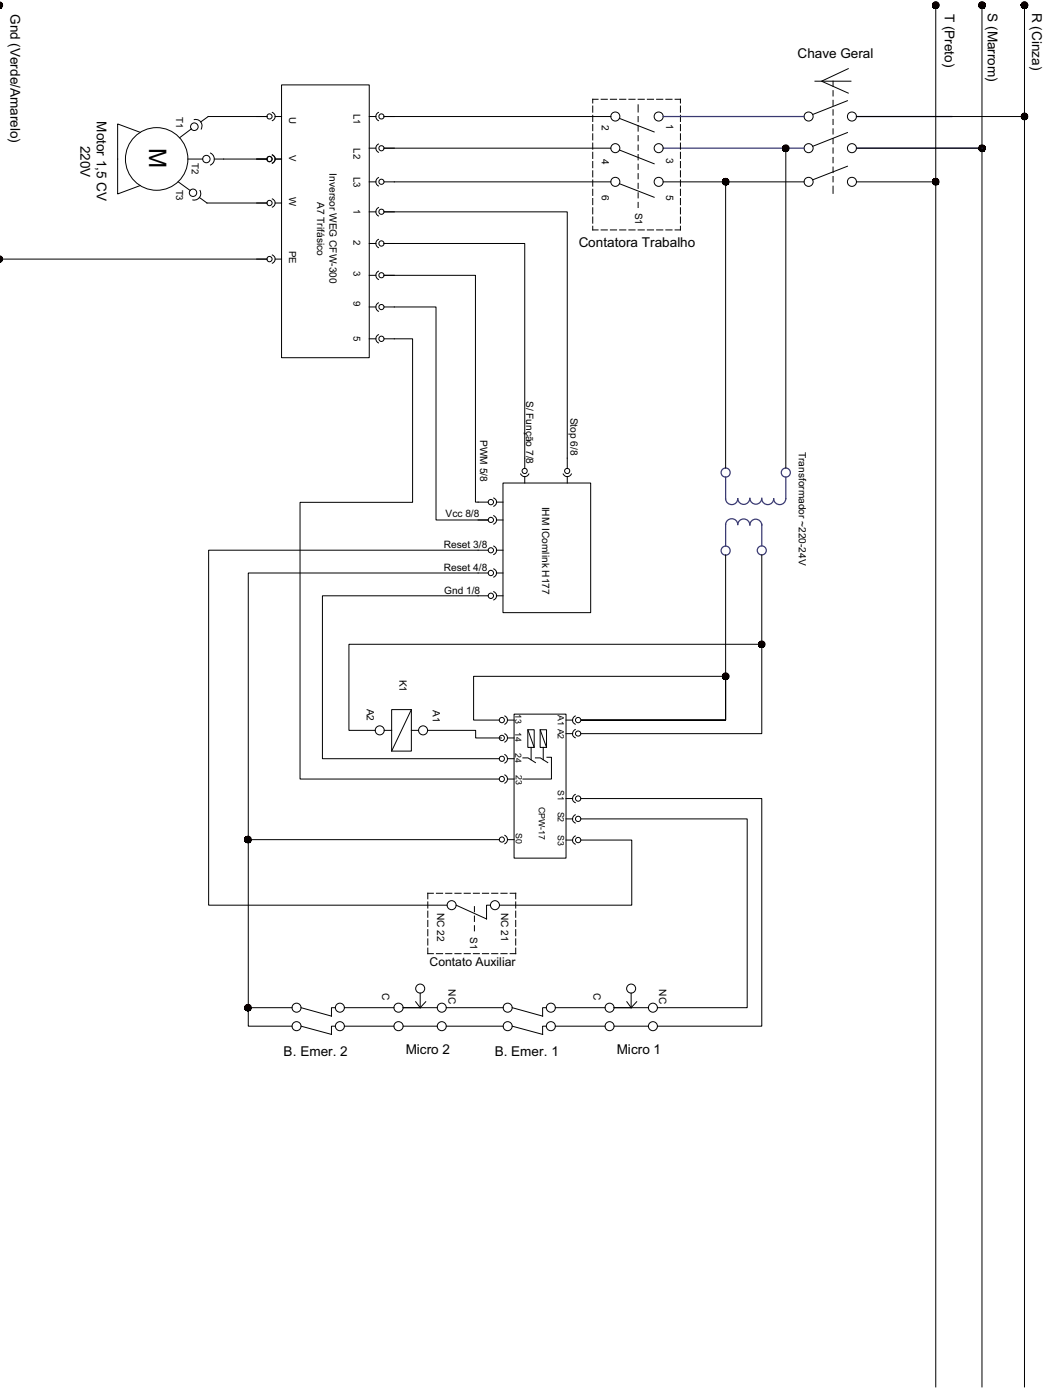 R (Cinza)
S (Marrom)
T (Preto)
Gnd (Verde/Amarelo)
Chave Geral
1
2
3
4
5
6
S1
Contatora Trabalho
L1
L2
L3
1
2
3
9
5
U
V
W
PE
Inversor WEG CFW-300
A7 Trifásico
T1
T2
T3
M
Motor 1,5 CV
220V
Transformador ~220-24V
Stop 6/8
S/ Função 7/8
PWM 5/8
Vcc 8/8
Reset 3/8
Reset 4/8
Gnd 1/8
IHM IComlink H177
K1
A2
A1
13
14
24
23
S0
A1
A2
S1
S2
S3
CPW-17
NC 21
NC 22
S1
Contato Auxiliar
C
NC
C
NC
B. Emer. 2
Micro 2
B. Emer. 1
Micro 1